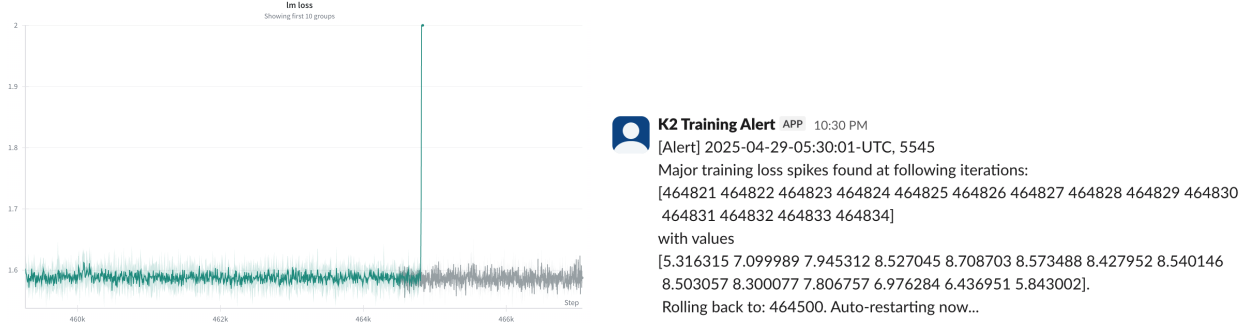 lm loss
Showing first 10 groups
2
1.9
1.8
1.7
1.6
460k
462k
464k
466k
Step
K2 Training Alert APP 10:30 PM
[Alert] 2025-04-29-05:30:01-UTC, 5545
Major training loss spikes found at following iterations:
[464821 464822 464823 464824 464825 464826 464827 464828 464829 464830
464831 464832 464833 464834]
with values
[5.316315 7.099989 7.945312 8.527045 8.708703 8.573488 8.427952 8.540146
8.503057 8.300077 7.806757 6.976284 6.436951 5.843002].
Rolling back to: 464500. Auto-restarting now...